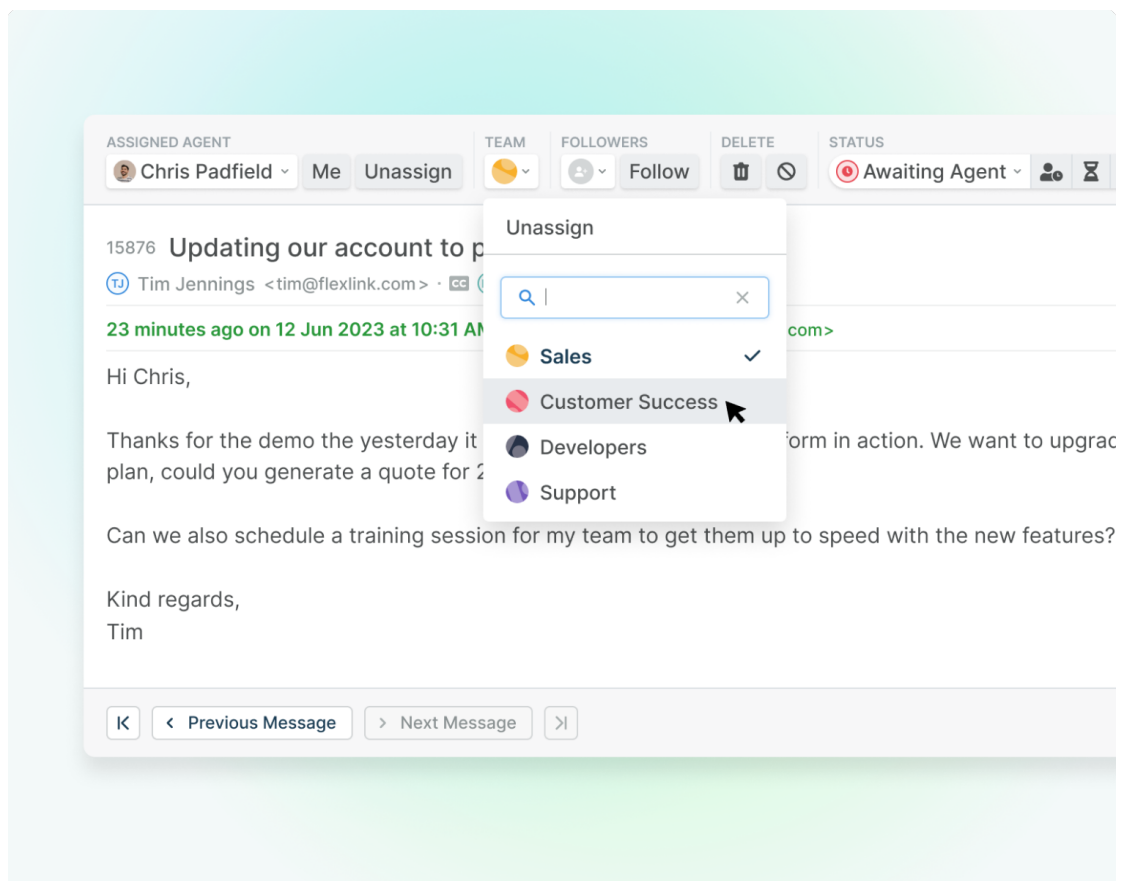 ASSIGNED AGENT TEAM FOLLOWERS DELETE STATUS
Chris Padfield Me Unassign Follow Awaiting Agent
Unassign
15876 Updating our account to p
TJ Tim Jennings <tim@flexlink.com> · CC
23 minutes ago on 12 Jun 2023 at 10:31 AM com>
Sales
Customer Success
Developers
Support
Hi Chris,
Thanks for the demo the yesterday it form in action. We want to upgrad
plan, could you generate a quote for 2
Can we also schedule a training session for my team to get them up to speed with the new features?
Kind regards,
Tim
Previous Message Next Message